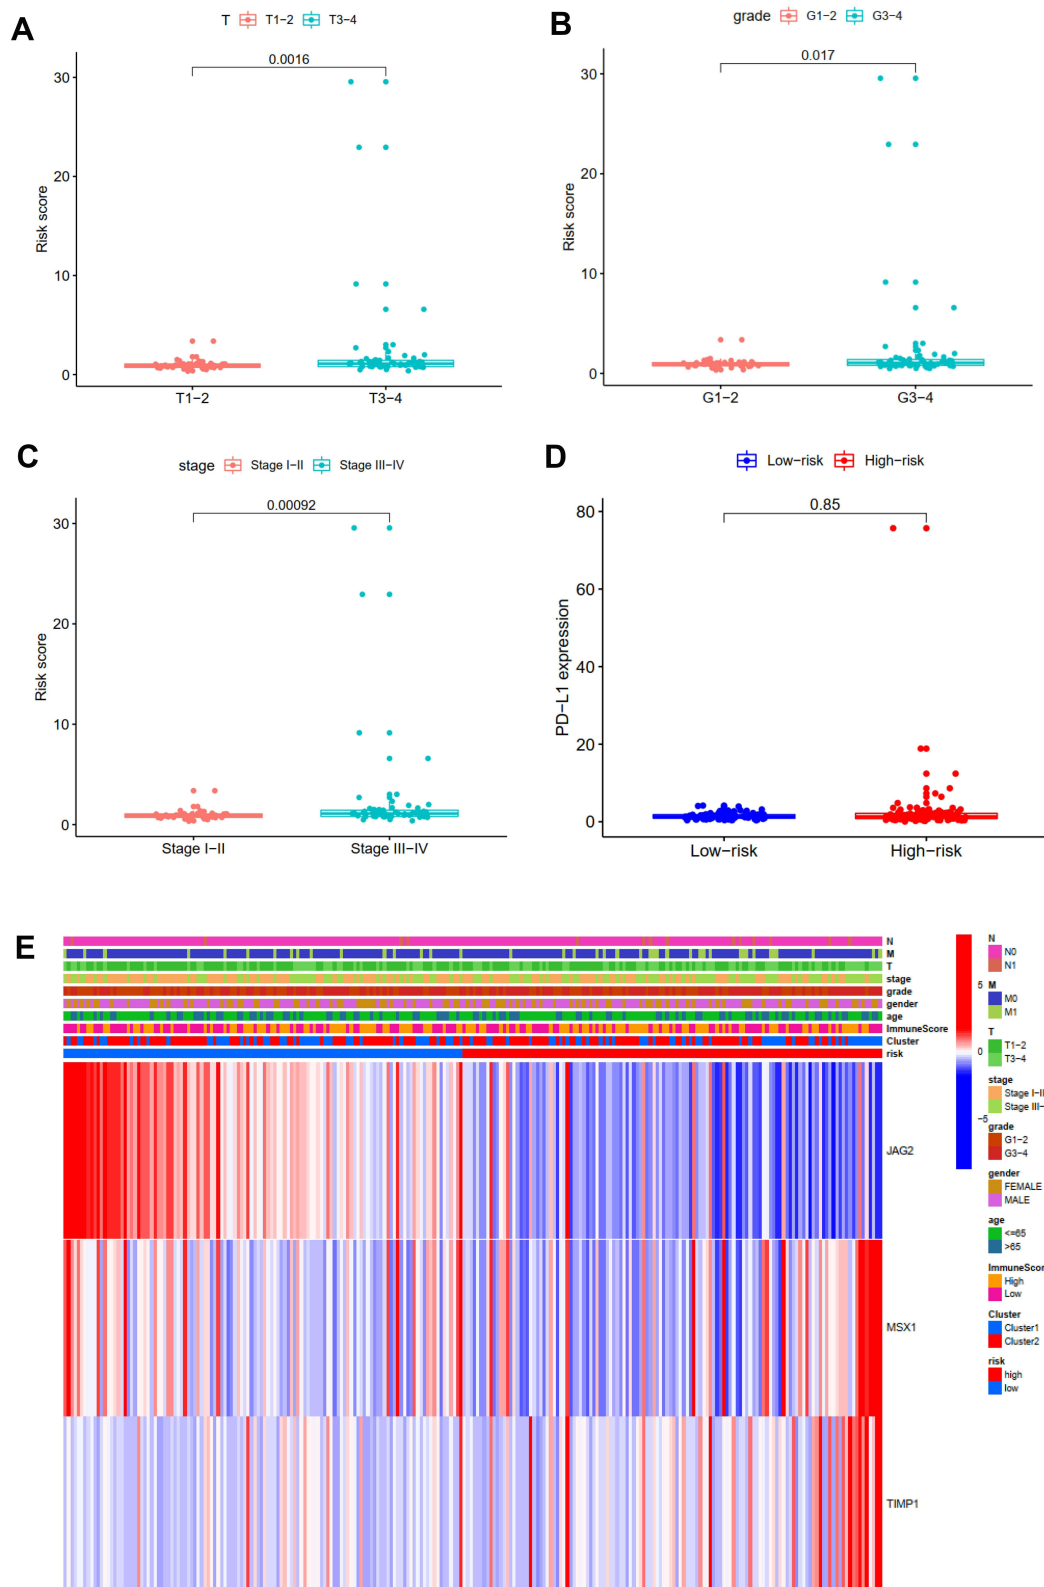 A
T T1−2 T3−4
0.0016
30
20
10
0
Risk score
T1−2 T3−4
B
grade G1−2 G3−4
0.017
30
20
10
0
Risk score
G1−2 G3−4
C
stage Stage I−II Stage III−IV
0.00092
30
20
10
0
Risk score
Stage I−II Stage III−IV
D
Low−risk High−risk
0.85
80
60
40
20
0
PD−L1 expression
Low−risk High−risk
E
N
M
T
stage
grade
gender
age
ImmuneScore
Cluster
risk
JAG2
MSX1
TIMP1
5
0
−5
N
N0
N1
M
M0
M1
T
T1−2
T3−4
stage
Stage I−II
Stage III−
grade
G1−2
G3−4
gender
FEMALE
MALE
age
<=65
>65
ImmuneScor
High
Low
Cluster
Cluster1
Cluster2
risk
high
low